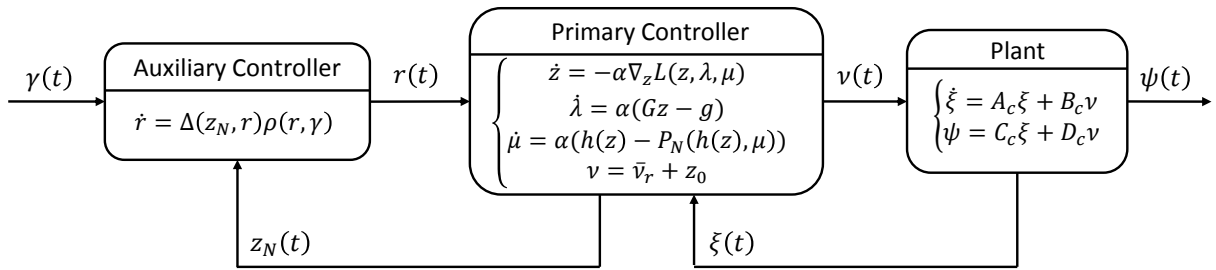 γ(t)
Auxiliary Controller
ṙ = Δ(z_N, r)ρ(r, γ)
r(t)
Primary Controller
ż = −α∇_z L(z, λ, μ)
λ̇ = α(Gz − g)
μ̇ = α(h(z) − P_N(h(z), μ))
ν = ν̄_r + z_0
ν(t)
Plant
ξ̇ = A_c ξ + B_c ν
ψ = C_c ξ + D_c ν
ψ(t)
z_N(t)
ξ(t)